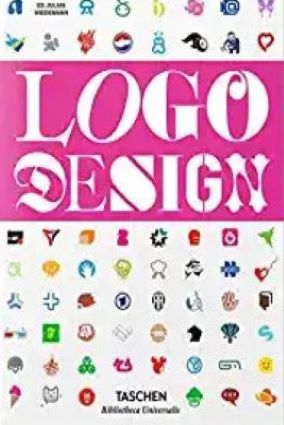 ED. JULIUS
WIEDEMANN
LOGO
DESIGN
TASCHEN
Bibliotheca Universalis